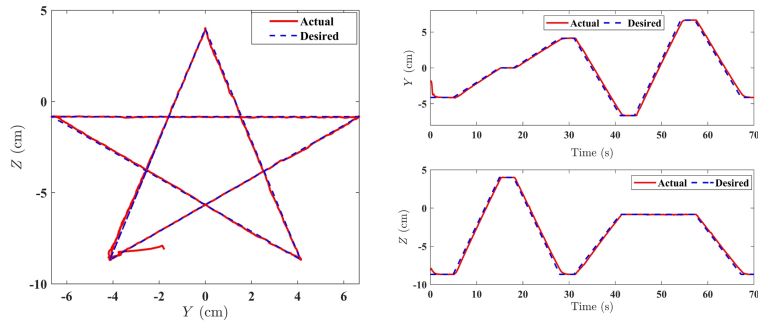 5
0
-5
-10
Z (cm)
Actual
Desired
-6 -4 -2 0 2 4 6
Y (cm)
5
0
-5
Y (cm)
Actual Desired
0 10 20 30 40 50 60 70
Time (s)
5
0
-5
-10
Z (cm)
Actual Desired
0 10 20 30 40 50 60 70
Time (s)